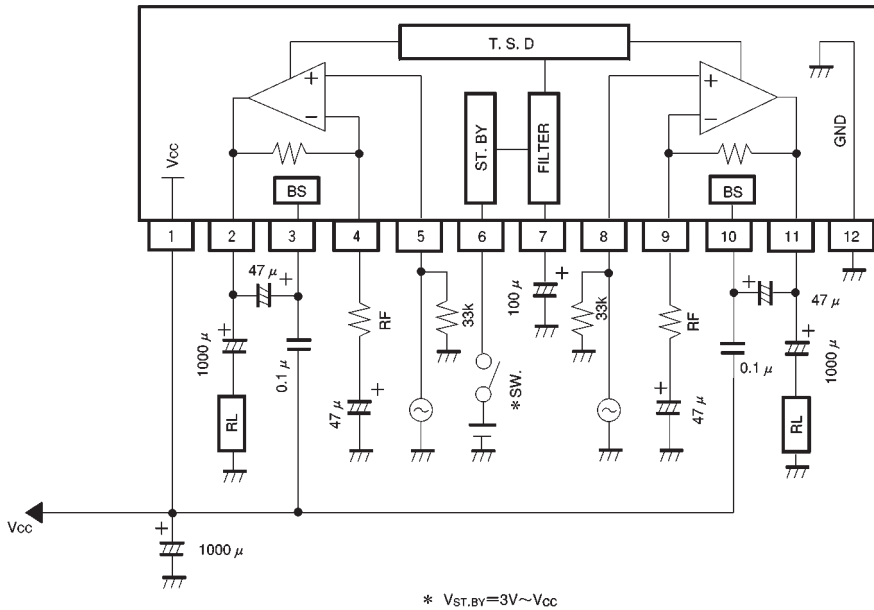 T. S. D
+
+
−
−
Vcc
ST. BY
FILTER
GND
BS
BS
1 2 3 4 5 6 7 8 9 10 11 12
47 μ +
+
1000 μ
0.1 μ
RF
+
47 μ
RL
33k
* SW.
100 μ
+
33k
RF
+
47 μ
+
47 μ
0.1 μ
+
1000 μ
RL
Vcc
+
1000 μ
* VST.BY=3V~Vcc